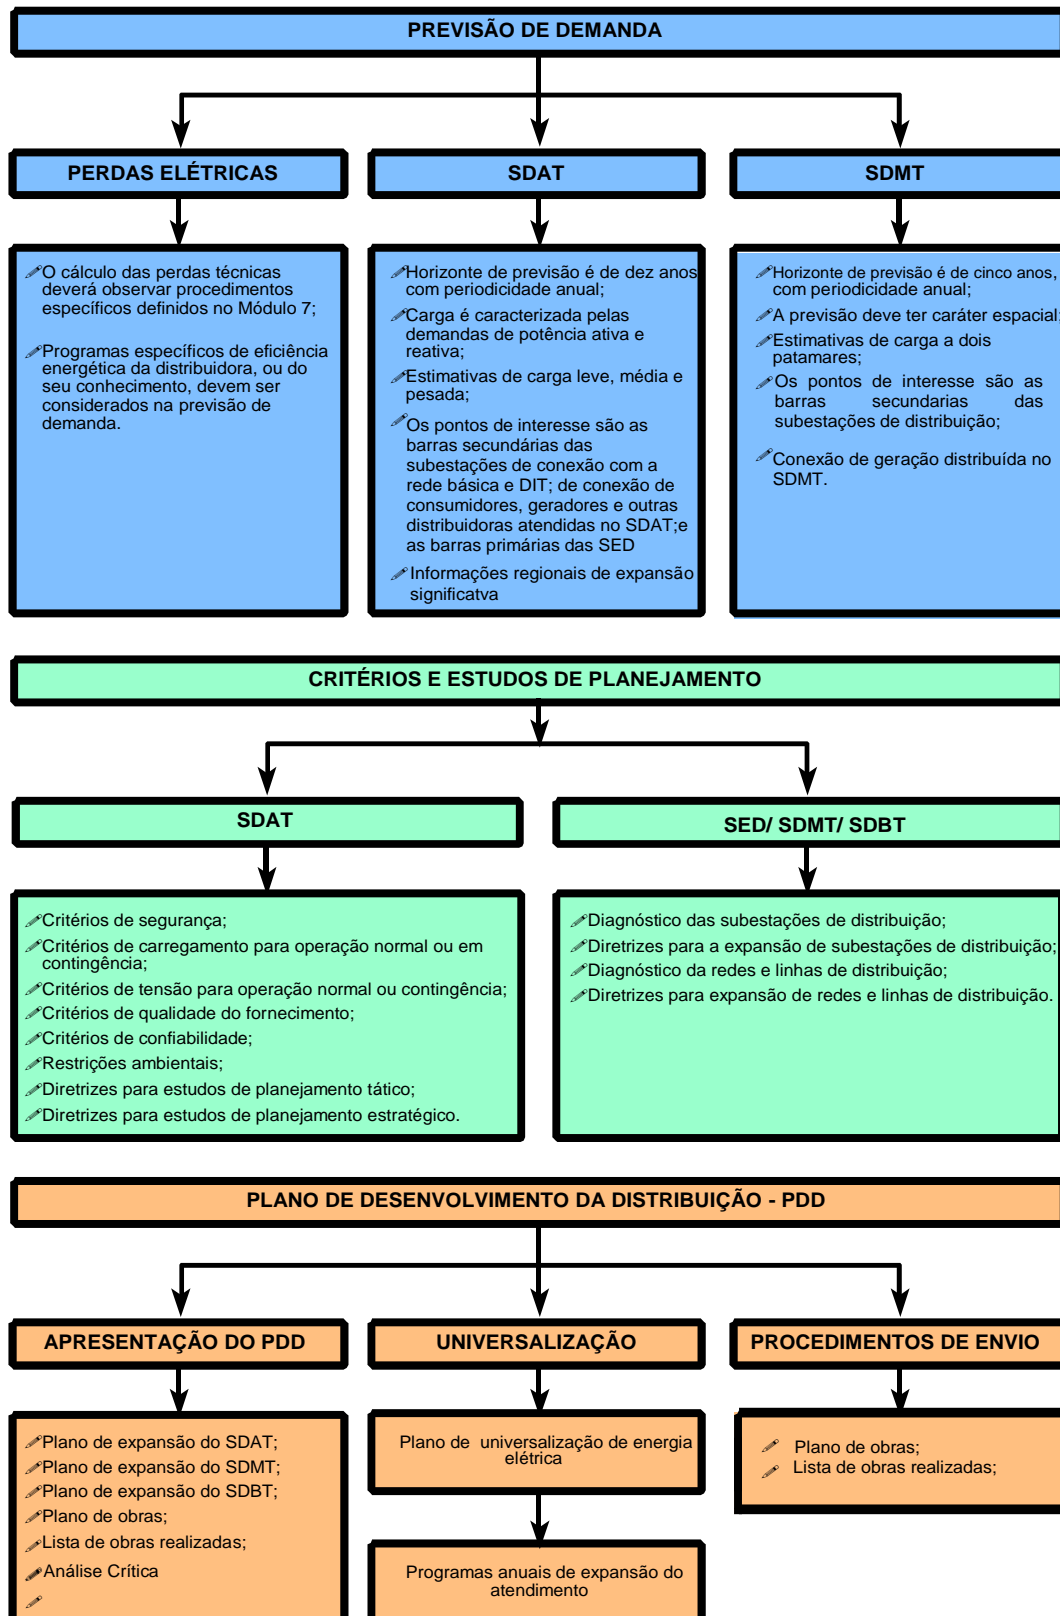 PREVISÃO DE DEMANDA
PERDAS ELÉTRICAS
O cálculo das perdas técnicas
deverá observar procedimentos
específicos definidos no Módulo 7;
Programas específicos de eficiência
energética da distribuidora, ou do
seu conhecimento, devem ser
considerados na previsão de
demanda.
SDAT
Horizonte de previsão é de dez anos
com periodicidade anual;
Carga é caracterizada pelas
demandas de potência ativa e
reativa;
Estimativas de carga leve, média e
pesada;
Os pontos de interesse são as
barras secundárias das
subestações de conexão com a
rede básica e DIT; de conexão de
consumidores, geradores e outras
distribuidoras atendidas no SDAT;e
as barras primárias das SED
Informações regionais de expansão
significatva
SDMT
Horizonte de previsão é de cinco anos,
com periodicidade anual;
A previsão deve ter caráter espacial;
Estimativas de carga a dois
patamares;
Os pontos de interesse são as
barras secundarias das
subestações de distribuição;
Conexão de geração distribuída no
SDMT.
CRITÉRIOS E ESTUDOS DE PLANEJAMENTO
SDAT
Critérios de segurança;
Critérios de carregamento para operação normal ou em
contingência;
Critérios de tensão para operação normal ou contingência;
Critérios de qualidade do fornecimento;
Critérios de confiabilidade;
Restrições ambientais;
Diretrizes para estudos de planejamento tático;
Diretrizes para estudos de planejamento estratégico.
SED/ SDMT/ SDBT
Diagnóstico das subestações de distribuição;
Diretrizes para a expansão de subestações de distribuição;
Diagnóstico da redes e linhas de distribuição;
Diretrizes para expansão de redes e linhas de distribuição.
PLANO DE DESENVOLVIMENTO DA DISTRIBUIÇÃO - PDD
APRESENTAÇÃO DO PDD
Plano de expansão do SDAT;
Plano de expansão do SDMT;
Plano de expansão do SDBT;
Plano de obras;
Lista de obras realizadas;
Análise Crítica
UNIVERSALIZAÇÃO
Plano de universalização de energia
elétrica
Programas anuais de expansão do
atendimento
PROCEDIMENTOS DE ENVIO
Plano de obras;
Lista de obras realizadas;